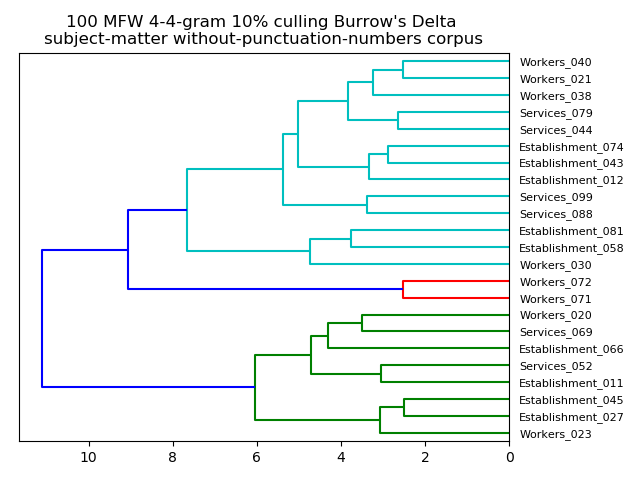 100 MFW 4-4-gram 10% culling Burrow's Delta
subject-matter without-punctuation-numbers corpus
Workers_040
Workers_021
Workers_038
Services_079
Services_044
Establishment_074
Establishment_043
Establishment_012
Services_099
Services_088
Establishment_081
Establishment_058
Workers_030
Workers_072
Workers_071
Workers_020
Services_069
Establishment_066
Services_052
Establishment_011
Establishment_045
Establishment_027
Workers_023
10 8 6 4 2 0